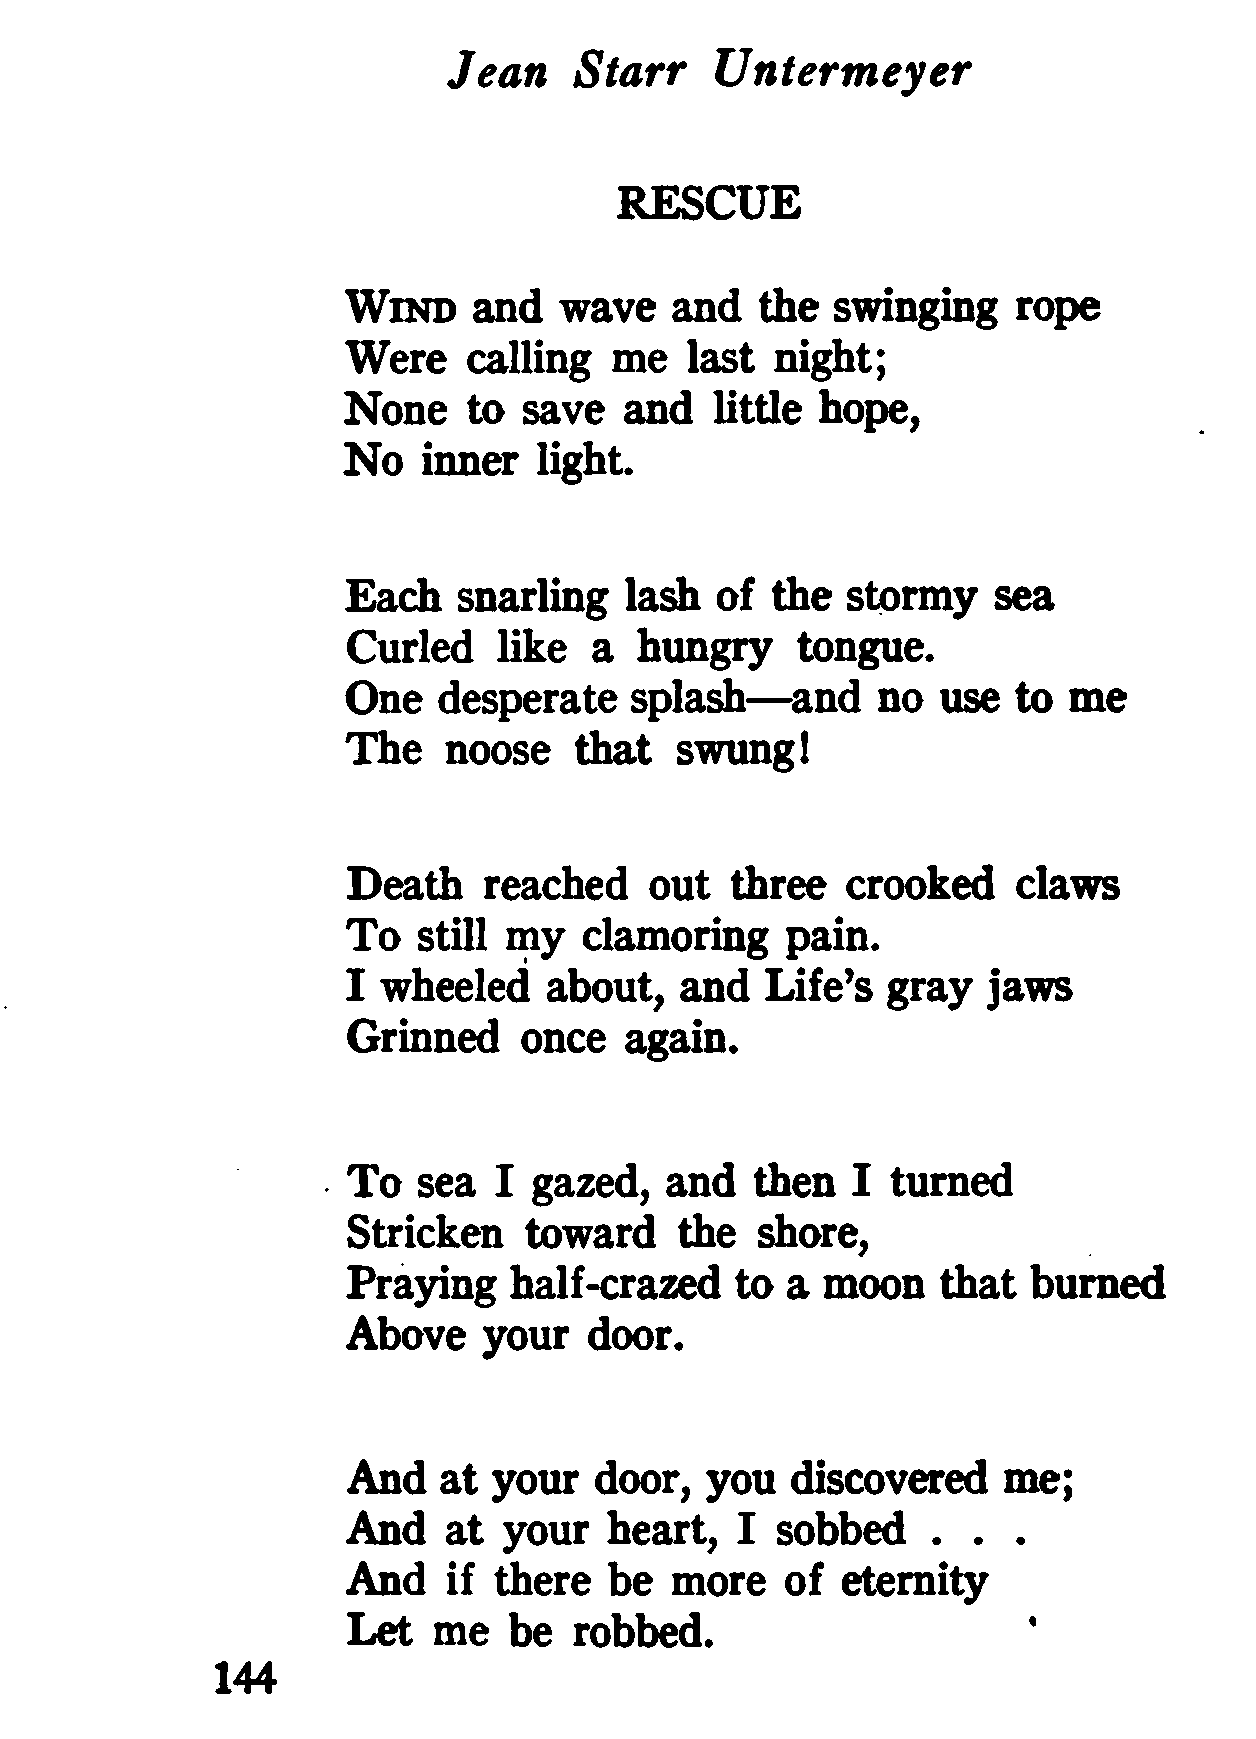 Jean Starr Untermeyer
RESCUE
WIND and wave and the swinging rope
Were calling me last night;
None to save and little hope,
No inner light.
Each snarling lash of the stormy sea
Curled like a hungry tongue.
One desperate splash—and no use to me
The noose that swung!
Death reached out three crooked claws
To still my clamoring pain.
I wheeled about, and Life's gray jaws
Grinned once again.
To sea I gazed, and then I turned
Stricken toward the shore,
Praying half-crazed to a moon that burned
Above your door.
And at your door, you discovered me;
And at your heart, I sobbed . . .
And if there be more of eternity
Let me be robbed.
144